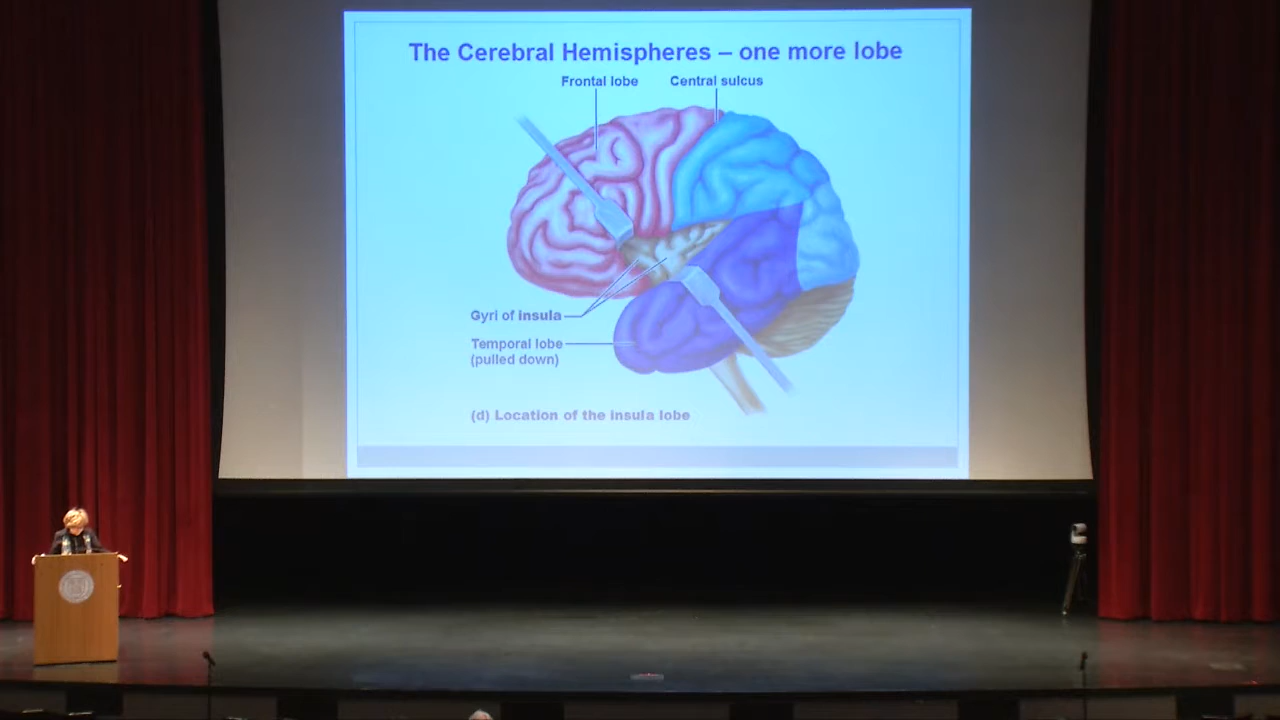 The Cerebral Hemispheres – one more lobe
Frontal lobe
Central sulcus
Gyri of insula
Temporal lobe
(pulled down)
(d) Location of the insula lobe